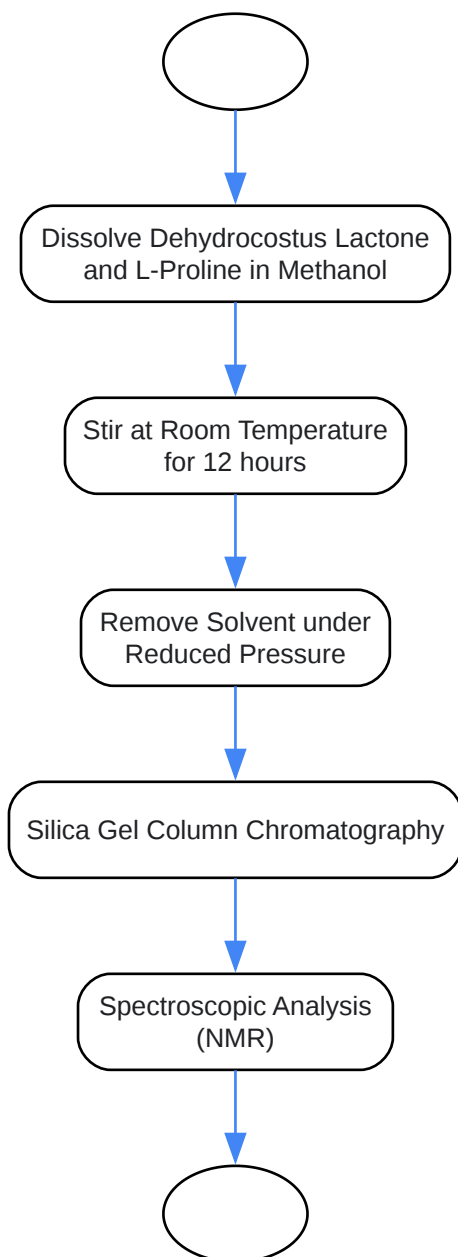 Dissolve Dehydrocostus Lactone
and L-Proline in Methanol
Stir at Room Temperature
for 12 hours
Remove Solvent under
Reduced Pressure
Silica Gel Column Chromatography
Spectroscopic Analysis
(NMR)